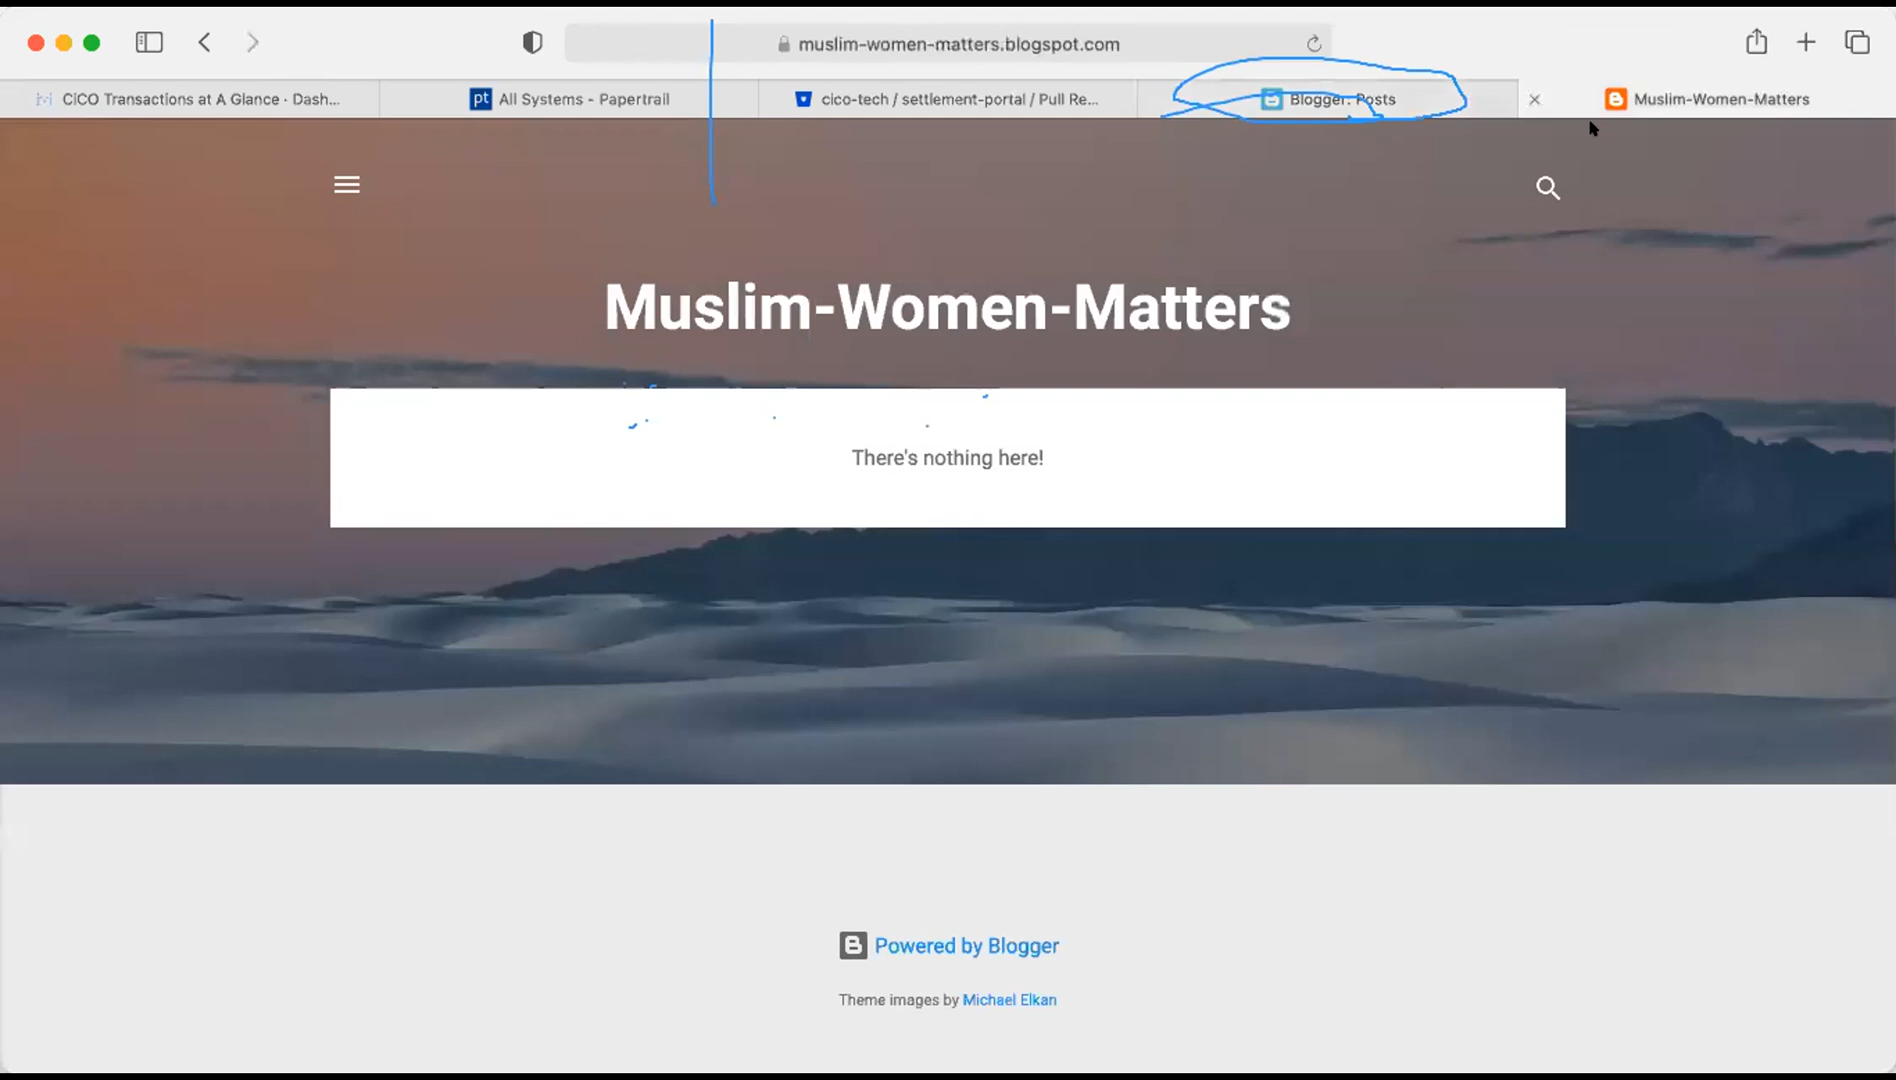 muslim-women-matters.blogspot.com
CiCO Transactions at A Glance · Dash...
pt All Systems - Papertrail
cico-tech / settlement-portal / Pull Re...
Blogger: Posts
Muslim-Women-Matters
Muslim-Women-Matters
There's nothing here!
Powered by Blogger
Theme images by Michael Elkan